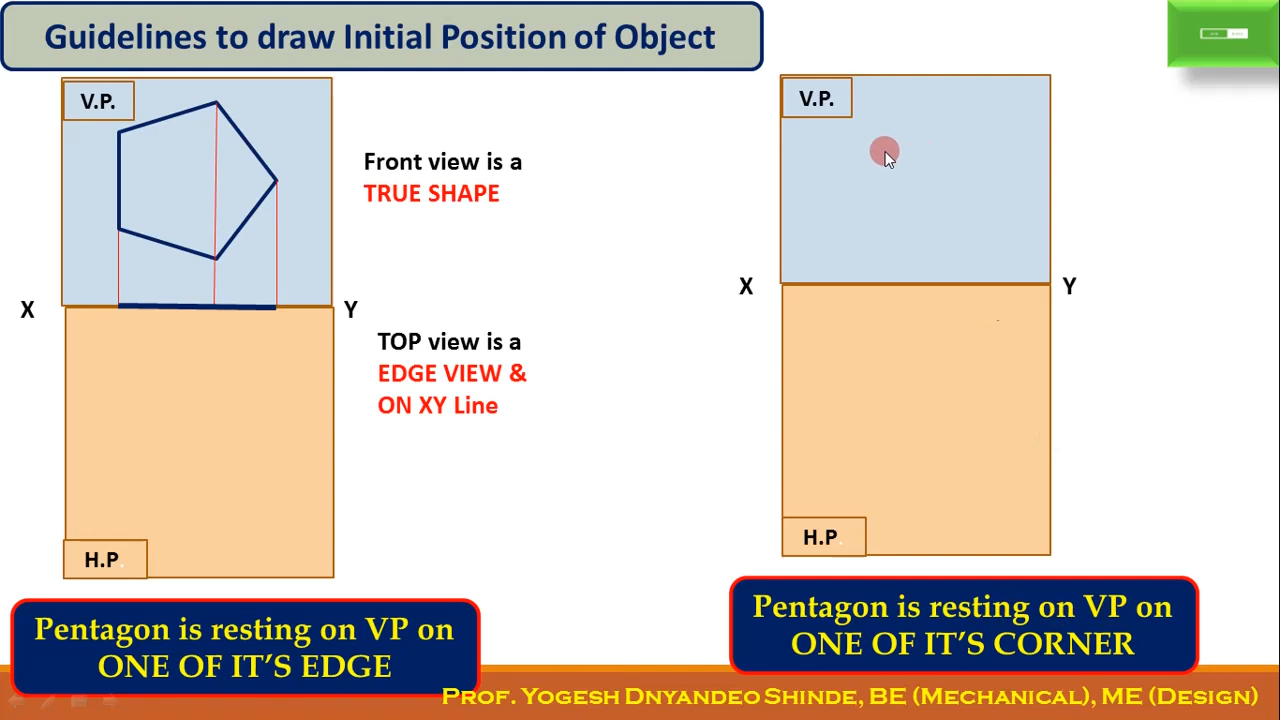 Guidelines to draw Initial Position of Object
V.P.
Front view is a
TRUE SHAPE
X
Y
TOP view is a
EDGE VIEW &
ON XY Line
H.P.
Pentagon is resting on VP on
ONE OF IT'S EDGE
V.P.
X
Y
H.P.
Pentagon is resting on VP on
ONE OF IT'S CORNER
PROF. YOGESH DNYANDEO SHINDE, BE (MECHANICAL), ME (DESIGN)